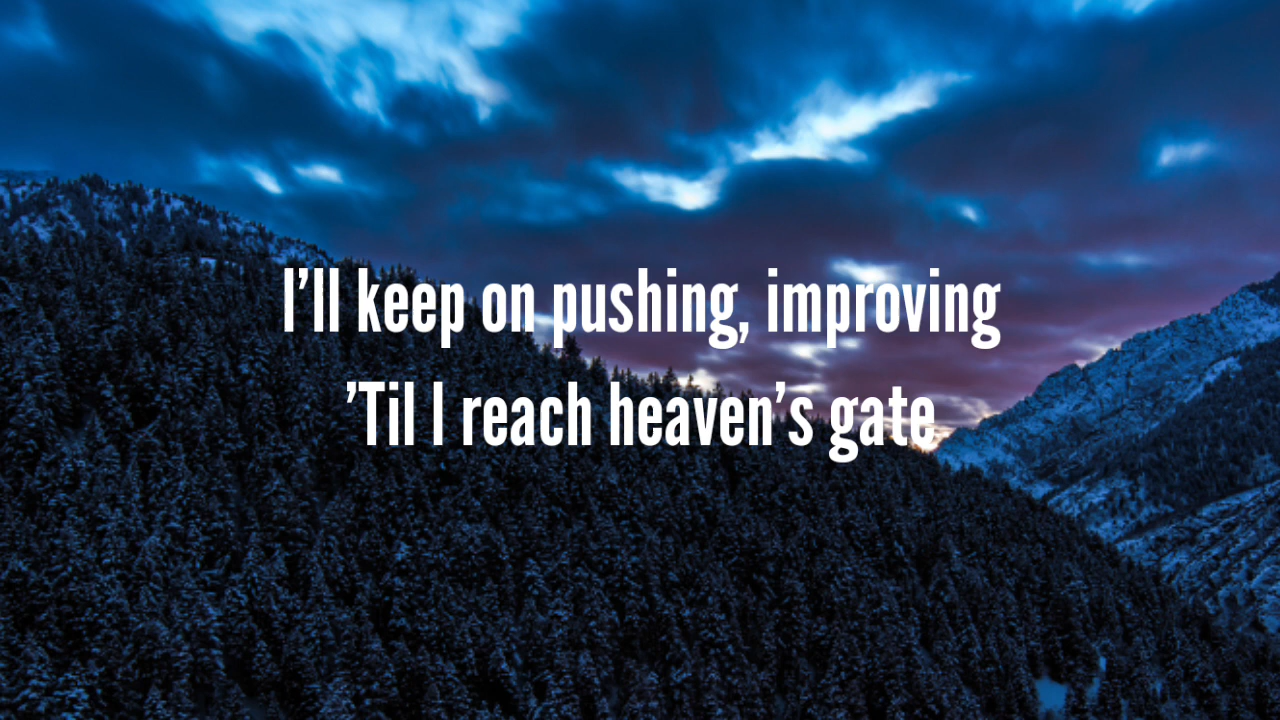 I’ll keep on pushing, improving
’Til I reach heaven’s gate